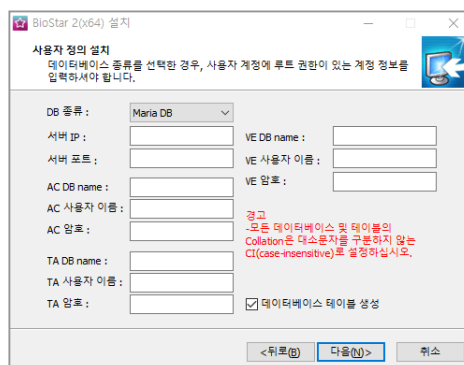 BioStar 2(x64) 설치
사용자 정의 설치
데이터베이스 종류를 선택한 경우, 사용자 계정에 루트 권한이 있는 계정 정보를
입력하셔야 합니다.
DB 종류 :
Maria DB
서버 IP :
서버 포트 :
AC DB name :
AC 사용자 이름 :
AC 암호 :
TA DB name :
TA 사용자 이름 :
TA 암호 :
VE DB name :
VE 사용자 이름 :
VE 암호 :
경고
-모든 데이터베이스 및 테이블의
Collation은 대소문자를 구분하지 않는
CI(case-insensitive)로 설정하십시오.
데이터베이스 테이블 생성
<뒤로(B)
다음(N)>
취소